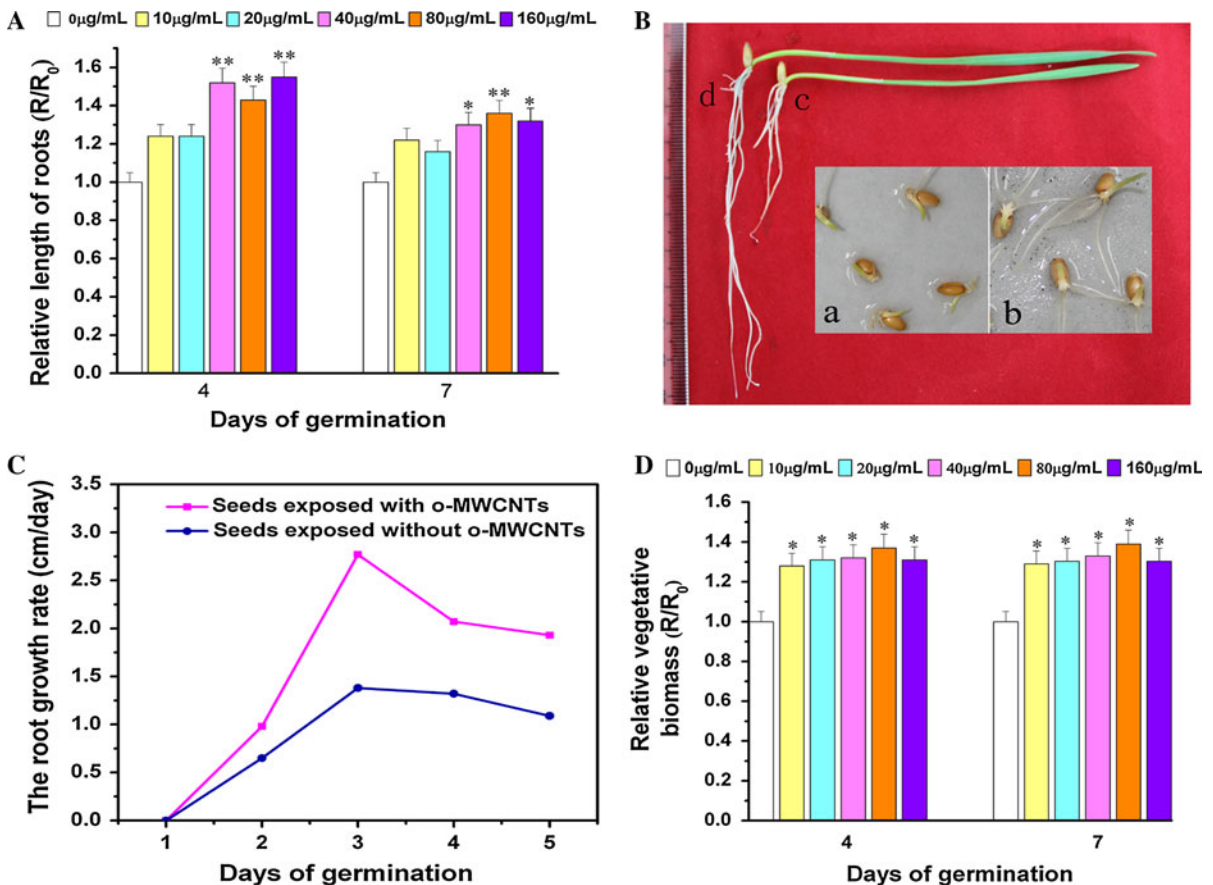 A
0μg/mL 10μg/mL 20μg/mL 40μg/mL 80μg/mL 160μg/mL
Relative length of roots (R/R0)
1.6
1.4
1.2
1.0
0.8
0.6
0.4
0.2
0.0
** ** **
* ** *
4 7
Days of germination
B
d
c
a
b
C
The root growth rate (cm/day)
3.5
3.0
2.5
2.0
1.5
1.0
0.5
0.0
Seeds exposed with o-MWCNTs
Seeds exposed without o-MWCNTs
1 2 3 4 5
Days of germination
D
0μg/mL 10μg/mL 20μg/mL 40μg/mL 80μg/mL 160μg/mL
Relative vegetative
biomass (R/R0)
1.6
1.4
1.2
1.0
0.8
0.6
0.4
0.2
0.0
* * * * *
* * * * *
4 7
Days of germination